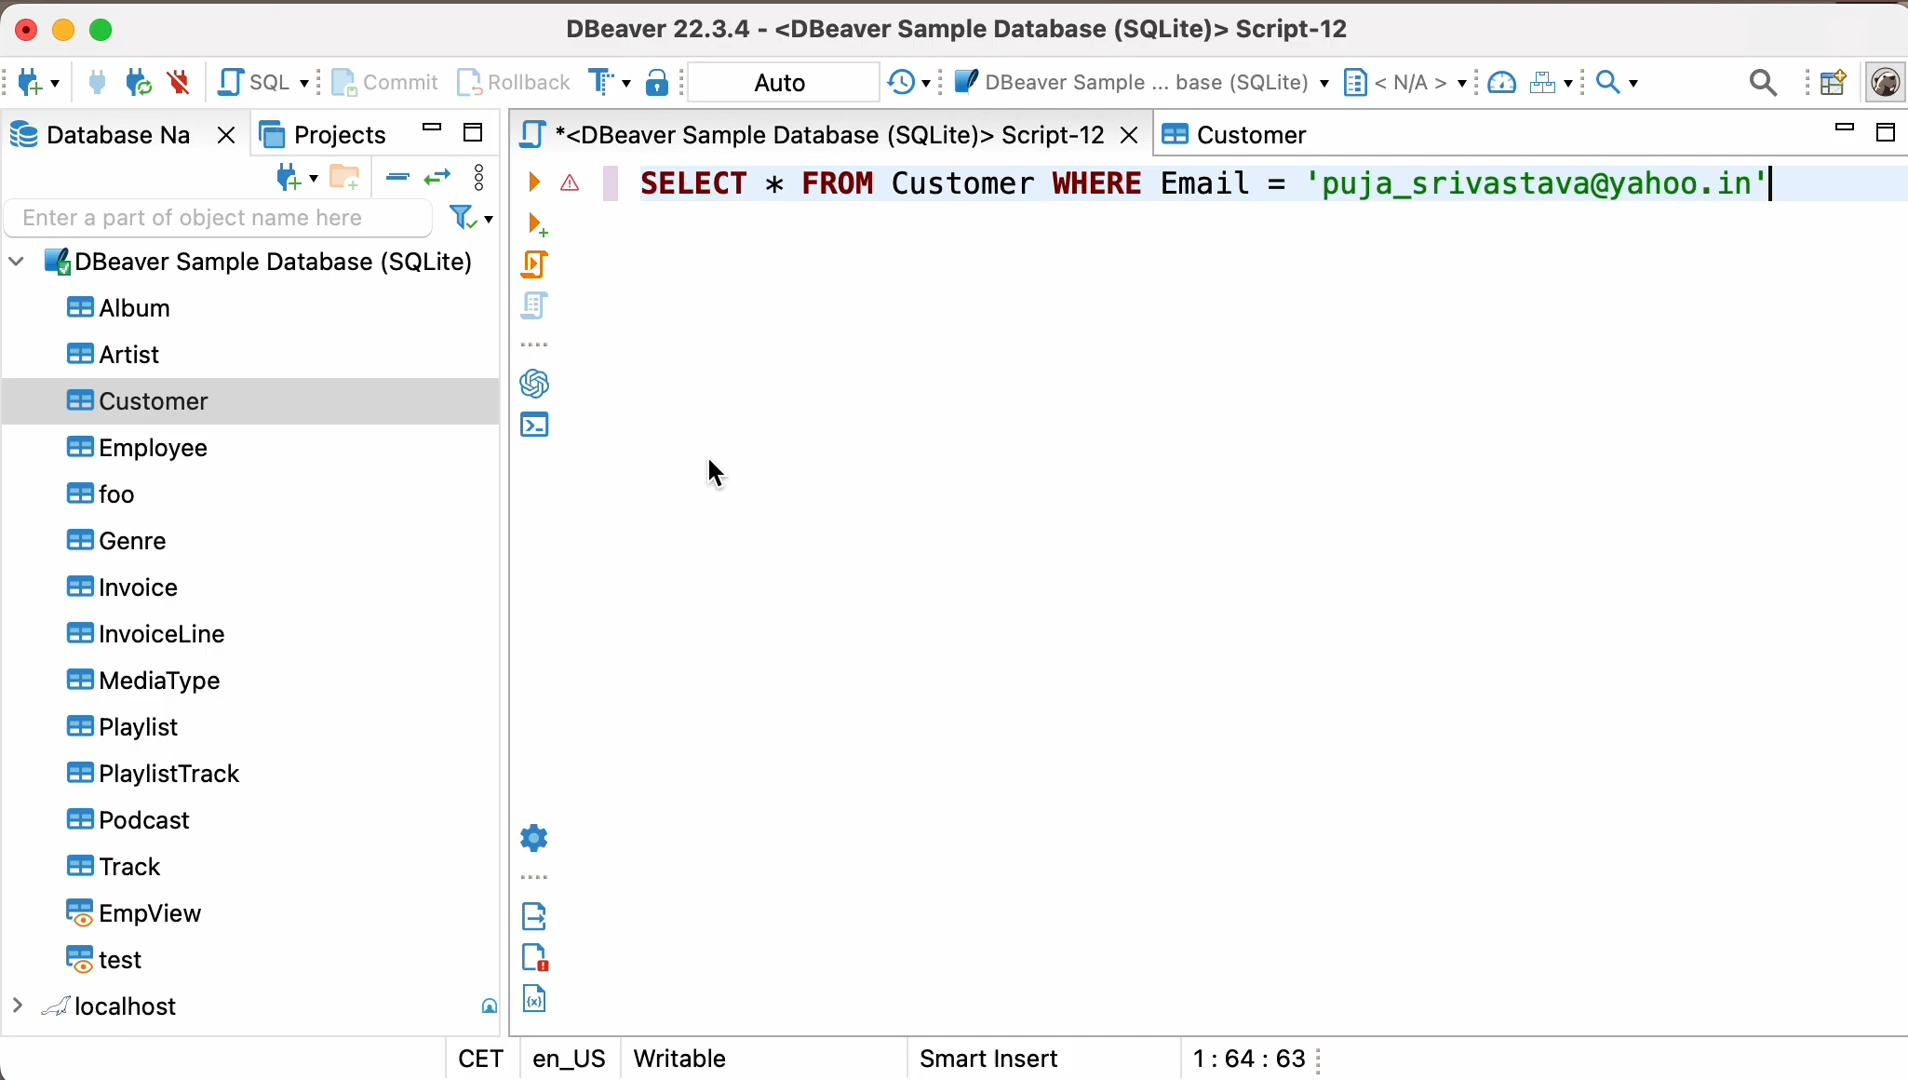 DBeaver 22.3.4 - <DBeaver Sample Database (SQLite)> Script-12
SQL Commit Rollback Auto DBeaver Sample ... base (SQLite) < N/A >
Database Na Projects *<DBeaver Sample Database (SQLite)> Script-12 Customer
SELECT * FROM Customer WHERE Email = 'puja_srivastava@yahoo.in'
Enter a part of object name here
DBeaver Sample Database (SQLite)
Album
Artist
Customer
Employee
foo
Genre
Invoice
InvoiceLine
MediaType
Playlist
PlaylistTrack
Podcast
Track
EmpView
test
localhost
CET en_US Writable Smart Insert 1 : 64 : 63